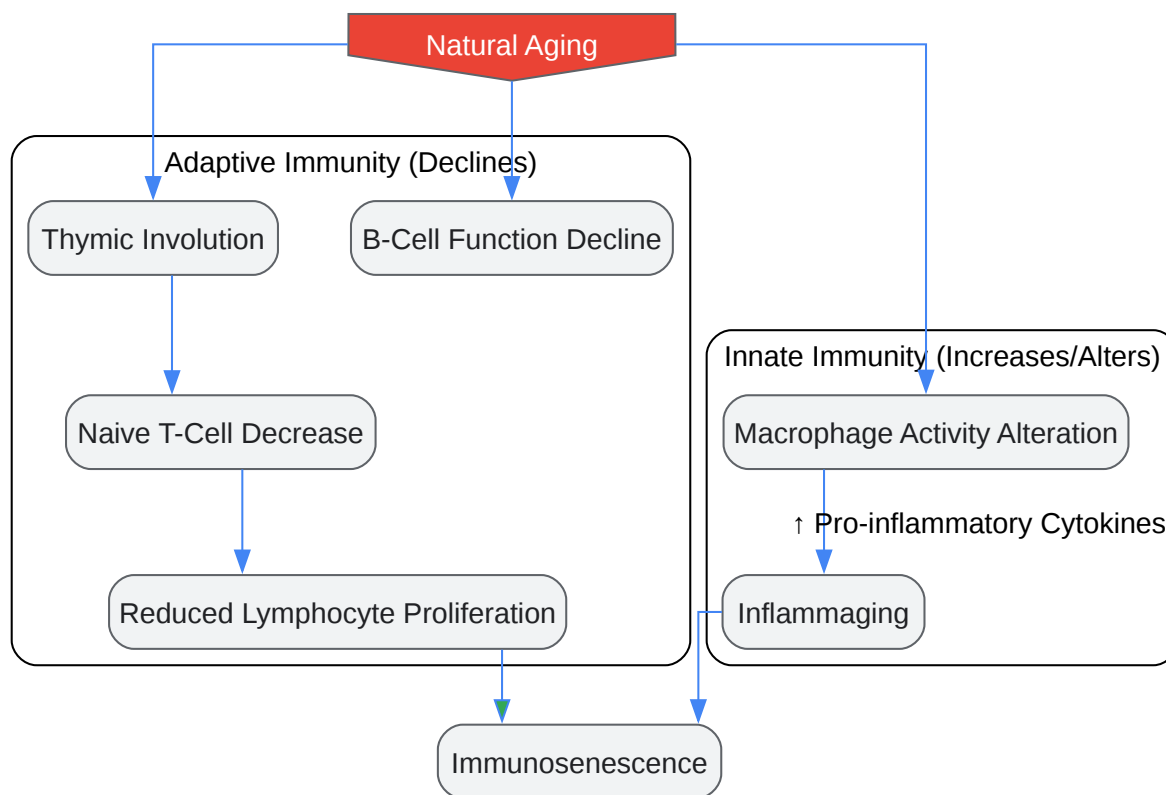 Natural Aging
Adaptive Immunity (Declines)
Thymic Involution
B-Cell Function Decline
Innate Immunity (Increases/Alters)
Naive T-Cell Decrease
Macrophage Activity Alteration
↑ Pro-inflammatory Cytokines
Reduced Lymphocyte Proliferation
Inflammaging
Immunosenescence